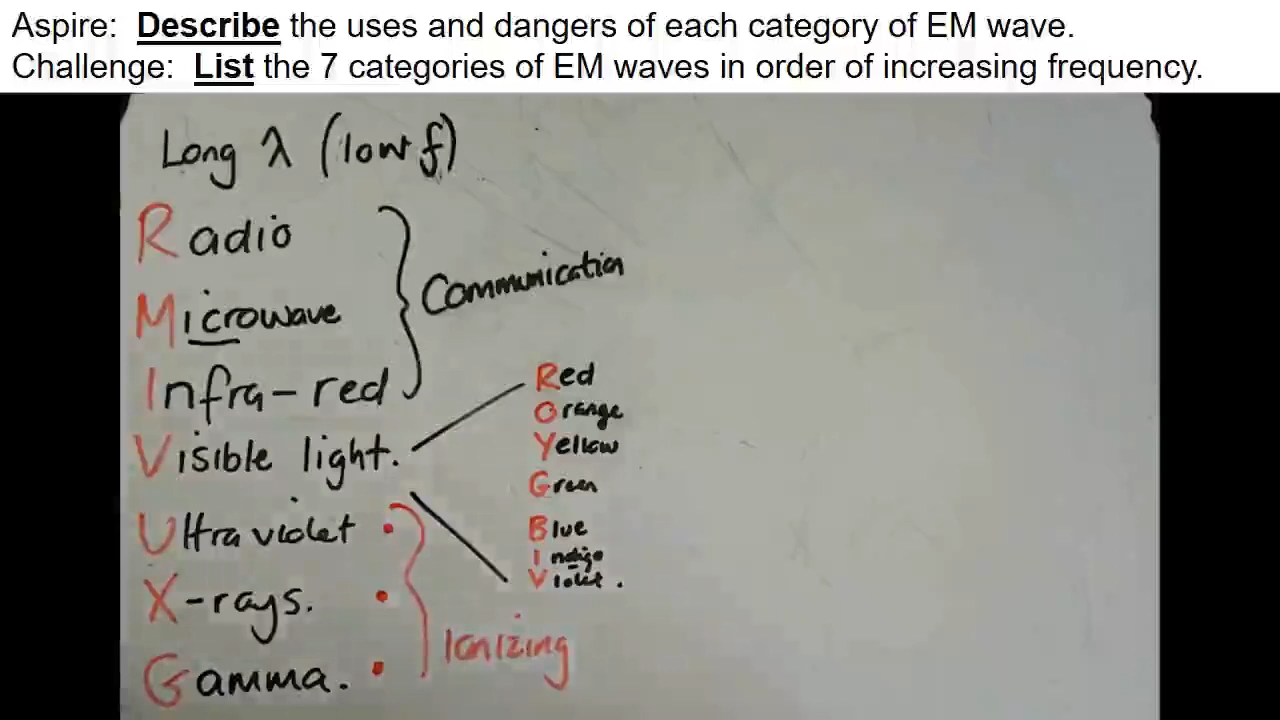 Aspire: Describe the uses and dangers of each category of EM wave.
Challenge: List the 7 categories of EM waves in order of increasing frequency.
Long λ (low f)
Radio
Microwave
Infra-red
Communication
Visible light.
Red
Orange
Yellow
Green
Blue
Indigo
Violet.
Ultraviolet
X-rays.
Gamma.
Ionizing